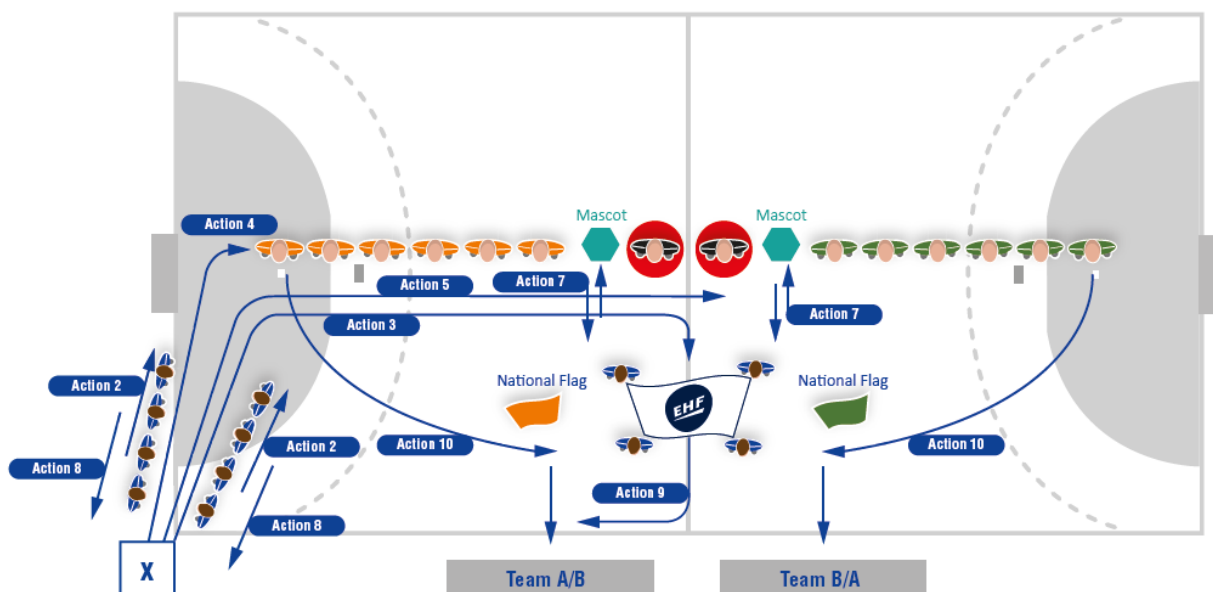 Action 4
Mascot
Mascot
Action 5
Action 7
Action 3
Action 7
Action 2
National Flag
National Flag
EHF
Action 10
Action 2
Action 10
Action 8
Action 9
Action 8
X
Team A/B
Team B/A